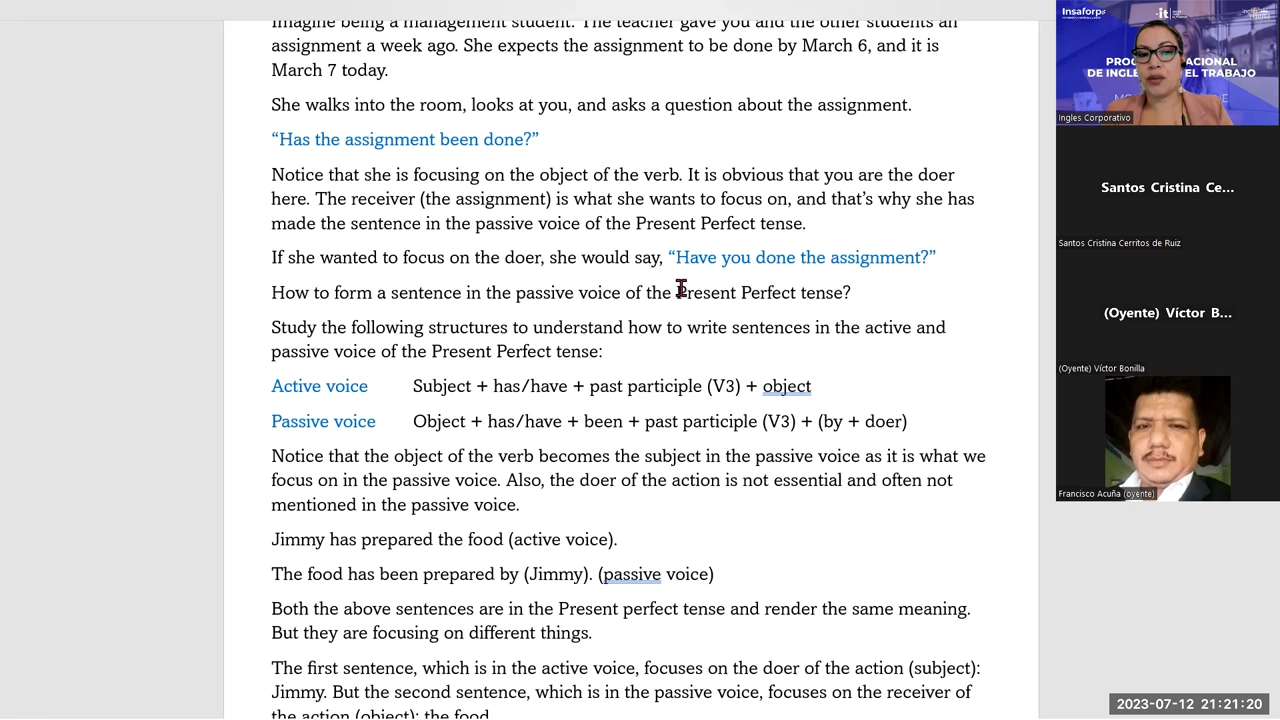 Imagine being a management student. The teacher gave you and the other students an
assignment a week ago. She expects the assignment to be done by March 6, and it is
March 7 today.
She walks into the room, looks at you, and asks a question about the assignment.
“Has the assignment been done?”
Notice that she is focusing on the object of the verb. It is obvious that you are the doer
here. The receiver (the assignment) is what she wants to focus on, and that’s why she has
made the sentence in the passive voice of the Present Perfect tense.
If she wanted to focus on the doer, she would say, “Have you done the assignment?”
How to form a sentence in the passive voice of the Present Perfect tense?
Study the following structures to understand how to write sentences in the active and
passive voice of the Present Perfect tense:
Active voice Subject + has/have + past participle (V3) + object
Passive voice Object + has/have + been + past participle (V3) + (by + doer)
Notice that the object of the verb becomes the subject in the passive voice as it is what we
focus on in the passive voice. Also, the doer of the action is not essential and often not
mentioned in the passive voice.
Jimmy has prepared the food (active voice).
The food has been prepared by (Jimmy). (passive voice)
Both the above sentences are in the Present perfect tense and render the same meaning.
But they are focusing on different things.
The first sentence, which is in the active voice, focuses on the doer of the action (subject):
Jimmy. But the second sentence, which is in the passive voice, focuses on the receiver of
the action (object): the food.
Insaforp
it
PRO ACIONAL
DE INGLE EL TRABAJO
Ingles Corporativo
Santos Cristina Ce...
Santos Cristina Cerritos de Ruiz
(Oyente) Víctor B...
(Oyente) Víctor Bonilla
Francisco Acuña (oyente)
2023-07-12 21:21:20